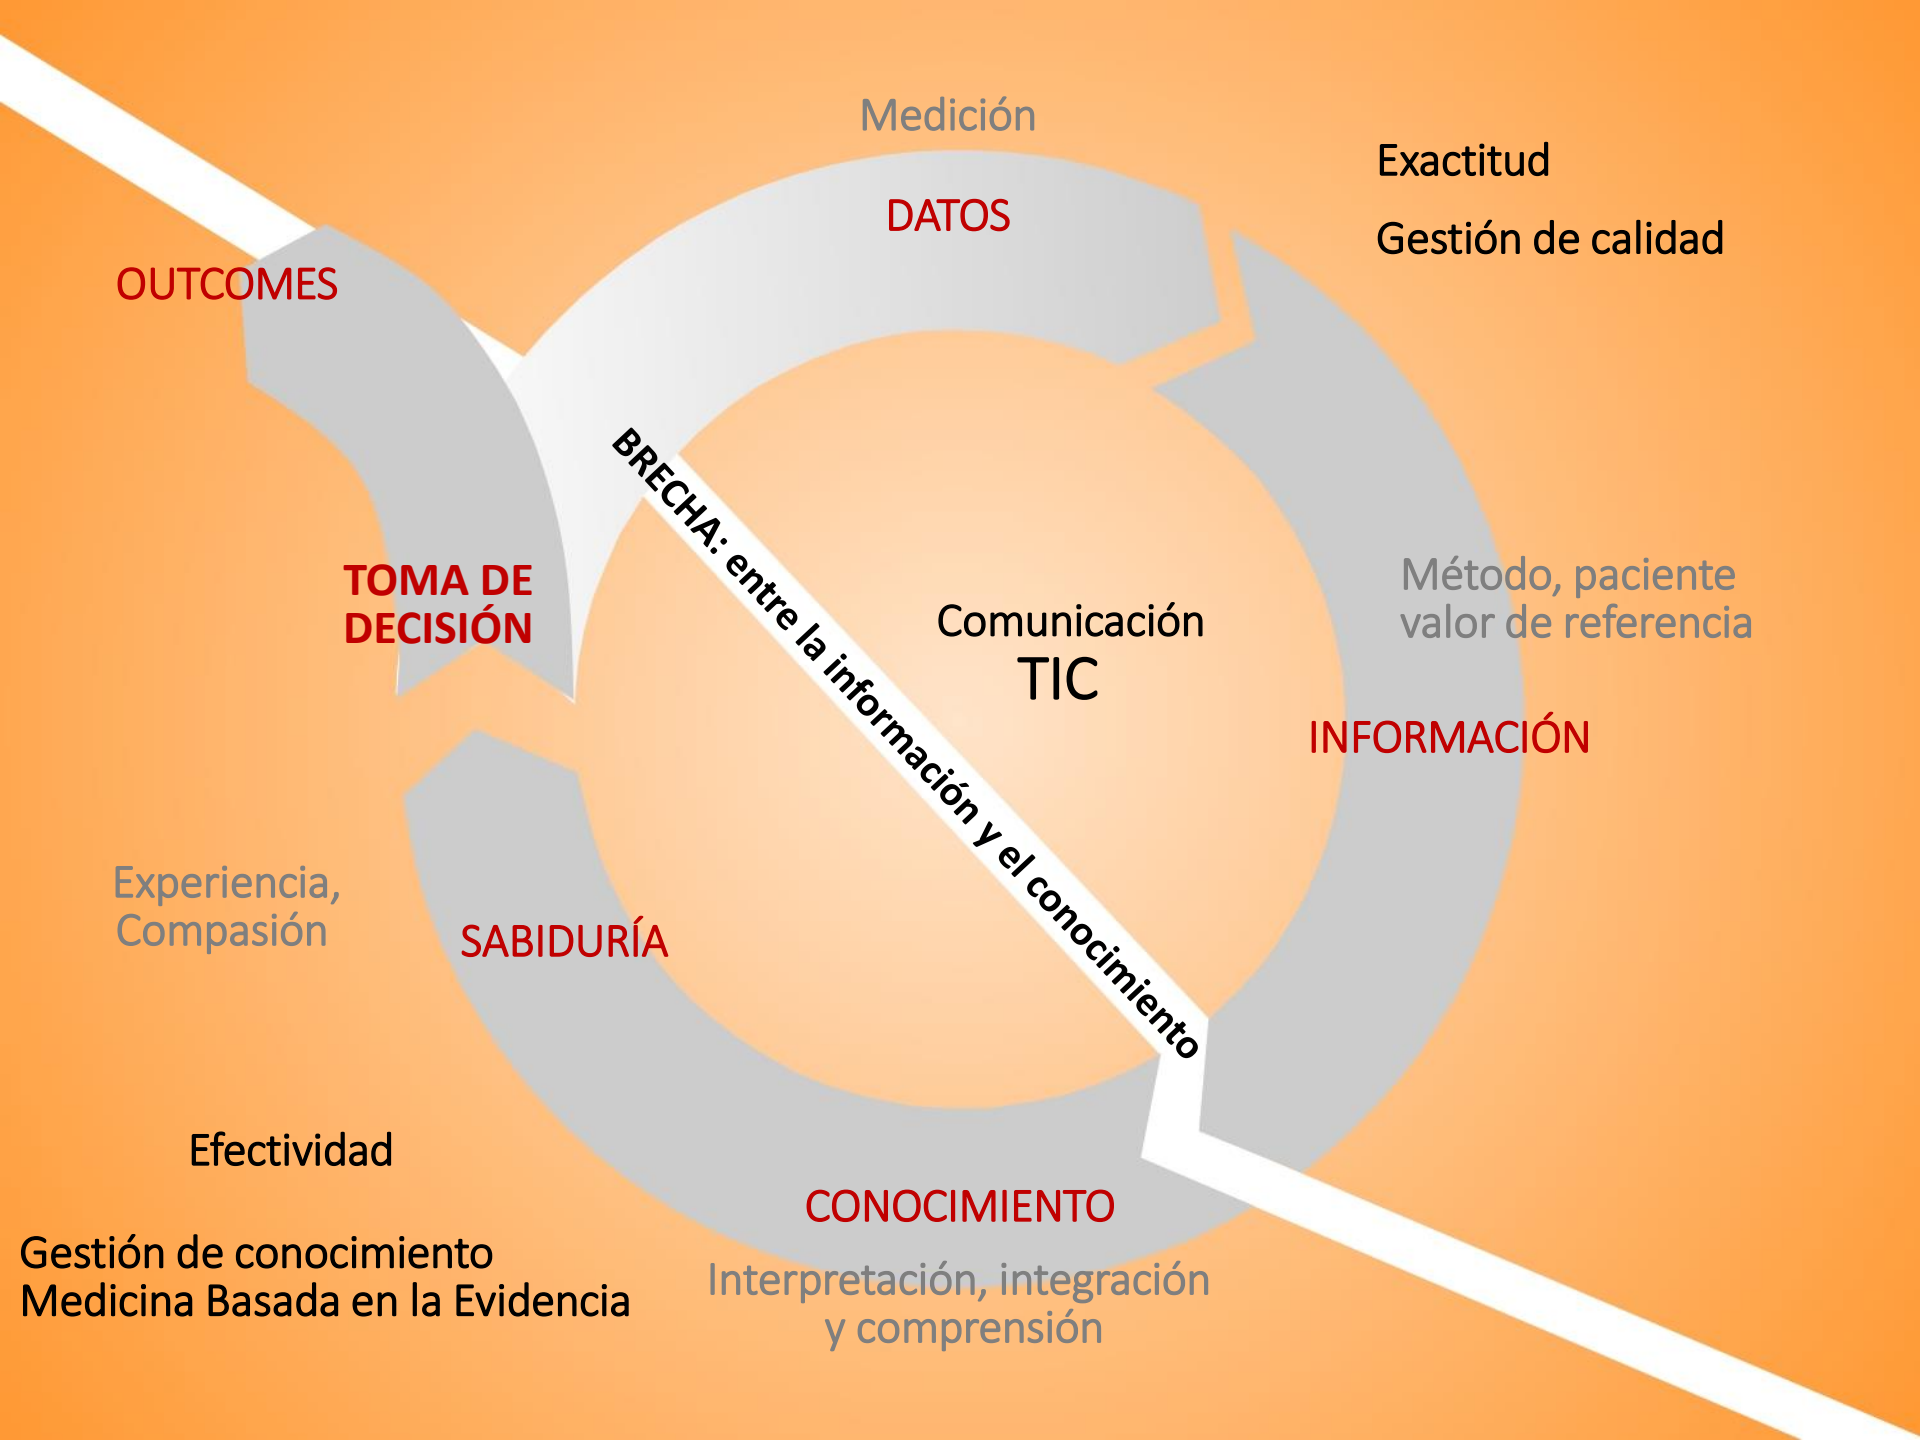 Medición
DATOS
Exactitud
Gestión de calidad
OUTCOMES
BRECHA: entre la información y el conocimiento
TOMA DE
DECISIÓN
Comunicación
TIC
Método, paciente
valor de referencia
INFORMACIÓN
Experiencia,
Compasión
SABIDURÍA
Efectividad
CONOCIMIENTO
Gestión de conocimiento
Medicina Basada en la Evidencia
Interpretación, integración
y comprensión